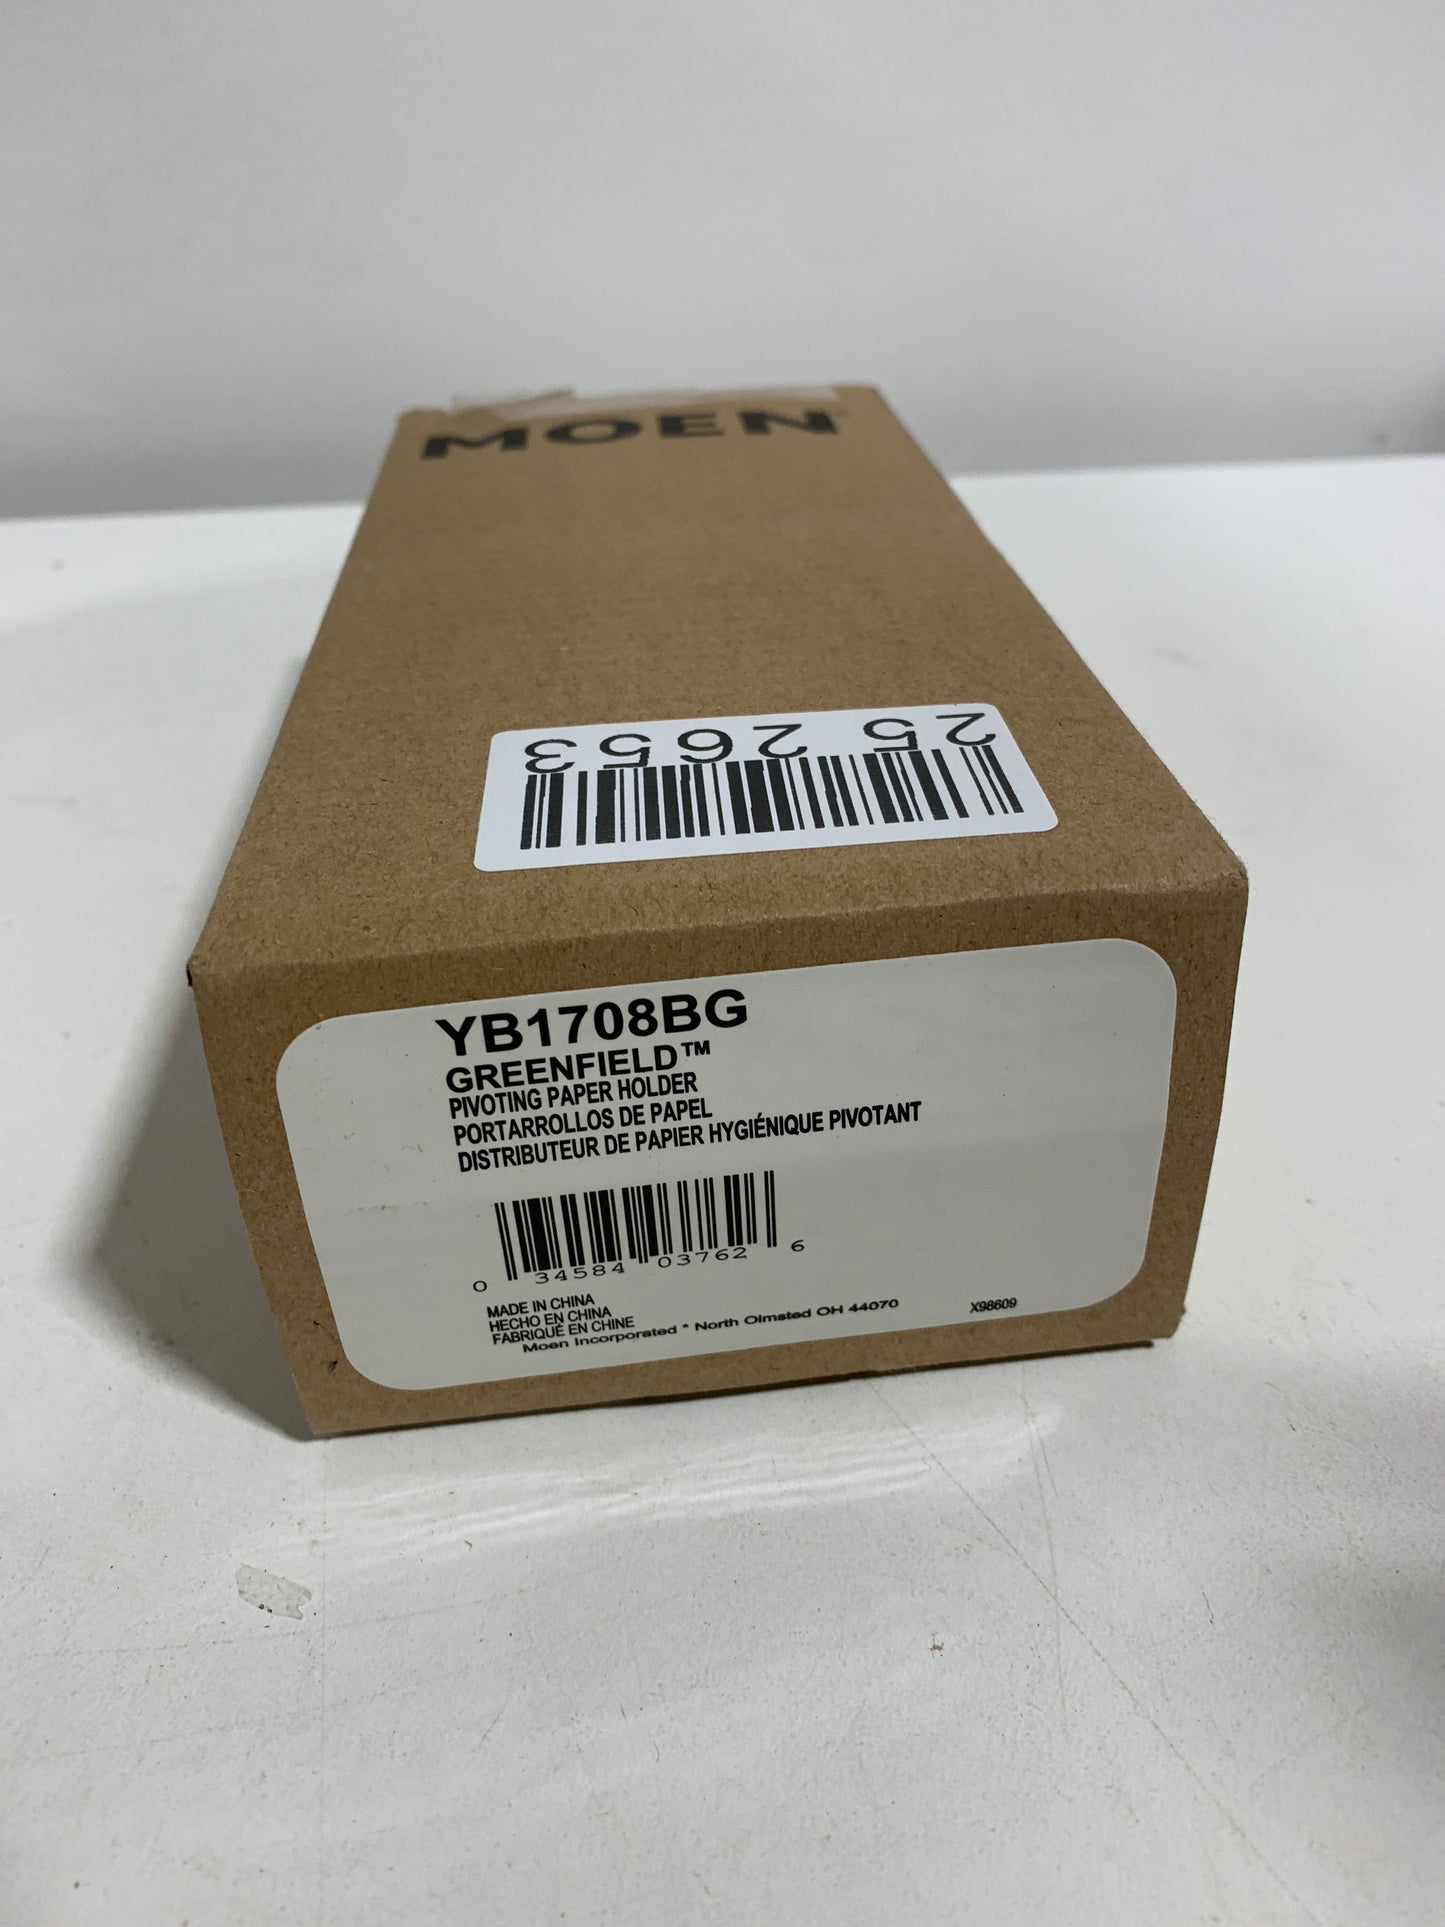 MOEN
25 2653
YB1708BG
GREENFIELD™
PIVOTING PAPER HOLDER
PORTARROLLOS DE PAPEL
DISTRIBUTEUR DE PAPIER HYGIÉNIQUE PIVOTANT
0 34584 03762 6
MADE IN CHINA
HECHO EN CHINA
FABRIQUÉ EN CHINE
Moen Incorporated * North Olmsted OH 44070 X98609